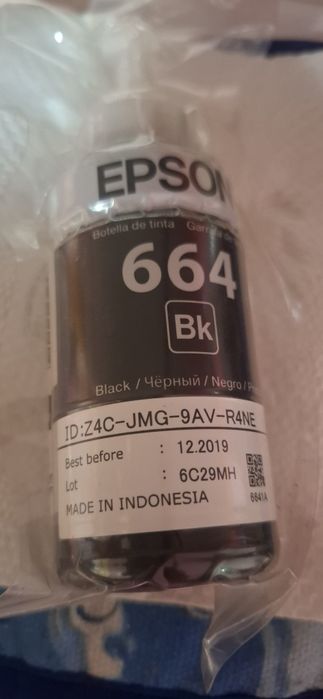 EPSON
Botella de tinta
664
Bk
Black / Чёрный / Negro /
ID:Z4C-JMG-9AV-R4NE
Best before : 12.2019
Lot : 6C29MH
MADE IN INDONESIA 6641A